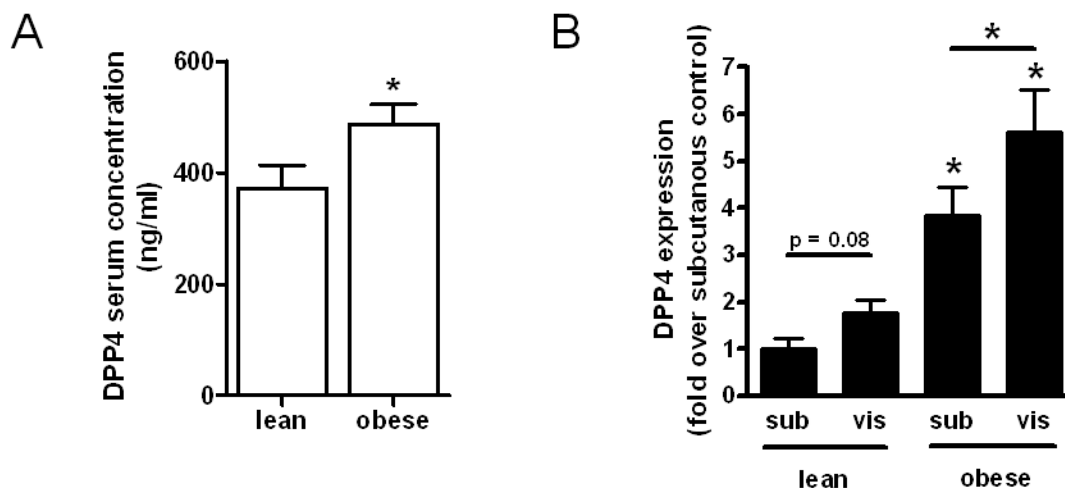 A
DPP4 serum concentration
(ng/ml)
600
400
200
0
*
lean
obese
B
DPP4 expression
(fold over subcutanous control)
7
6
5
4
3
2
1
0
p = 0.08
*
*
*
sub
vis
sub
vis
lean
obese